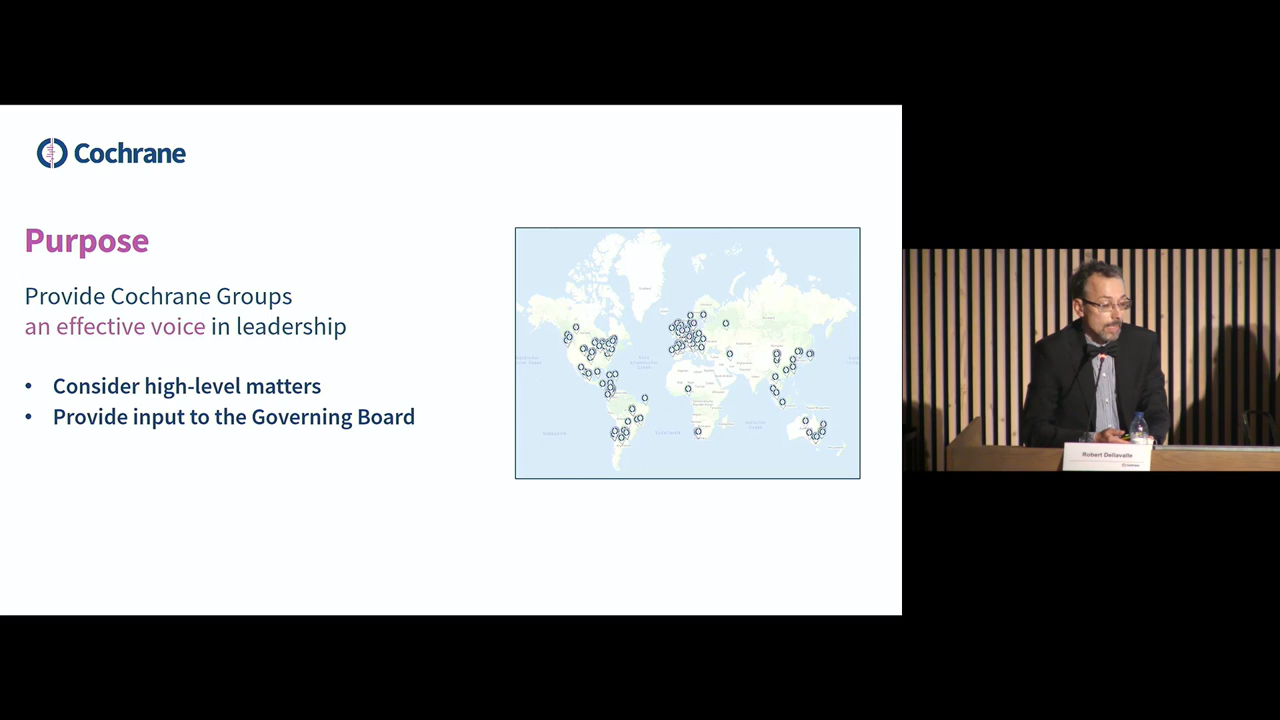 Cochrane
Purpose
Provide Cochrane Groups
an effective voice in leadership
• Consider high-level matters
• Provide input to the Governing Board
Robert Dellavalle
Cochrane